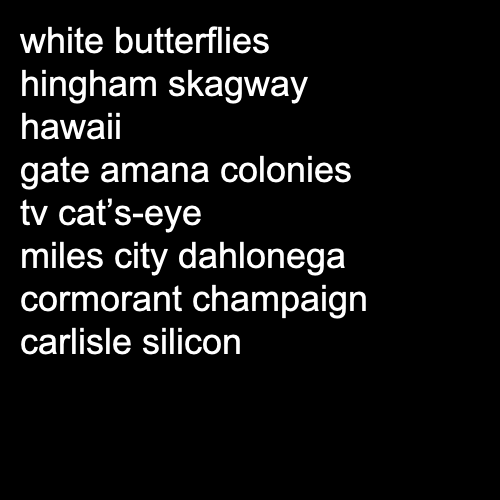 white butterflies
hingham skagway
hawaii
gate amana colonies
tv cat’s-eye
miles city dahlonega
cormorant champaign
carlisle silicon